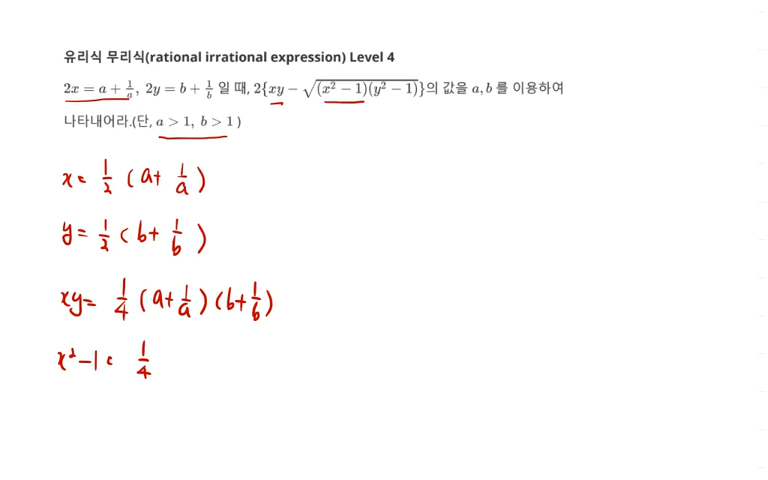 유리식 무리식(rational irrational expression) Level 4
2x = a + 1/a, 2y = b + 1/b 일 때, 2{xy − √((x² − 1)(y² − 1))}의 값을 a, b 를 이용하여
나타내어라.(단, a > 1, b > 1 )
x = 1/2 (a + 1/a)
y = 1/2 (b + 1/b)
xy = 1/4 (a + 1/a)(b + 1/b)
x² − 1 = 1/4